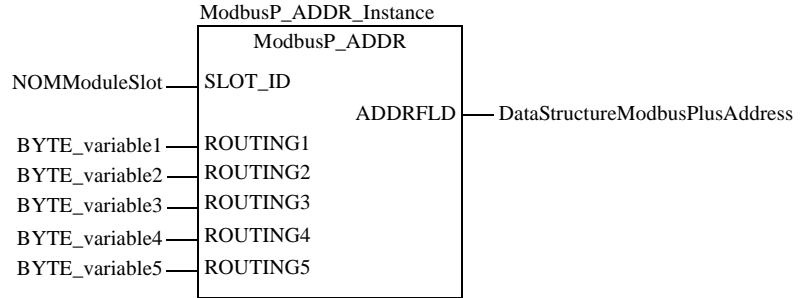 ModbusP_ADDR_Instance
ModbusP_ADDR
NOMModuleSlot SLOT_ID
ADDRFLD DataStructureModbusPlusAddress
BYTE_variable1 ROUTING1
BYTE_variable2 ROUTING2
BYTE_variable3 ROUTING3
BYTE_variable4 ROUTING4
BYTE_variable5 ROUTING5